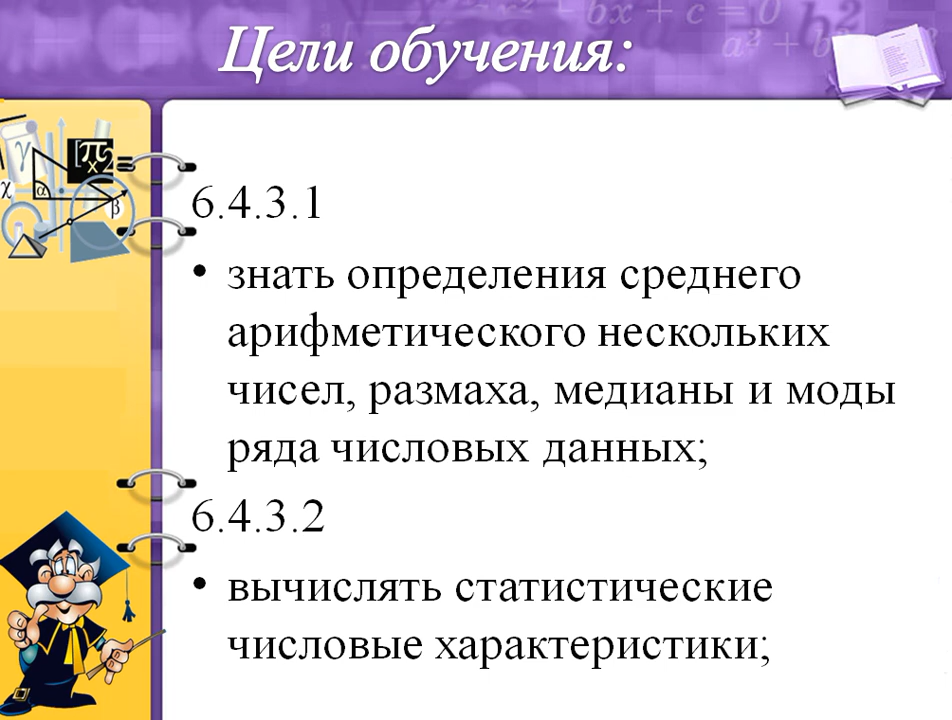 Цели обучения:
6.4.3.1
• знать определения среднего
арифметического нескольких
чисел, размаха, медианы и моды
ряда числовых данных;
6.4.3.2
• вычислять статистические
числовые характеристики;